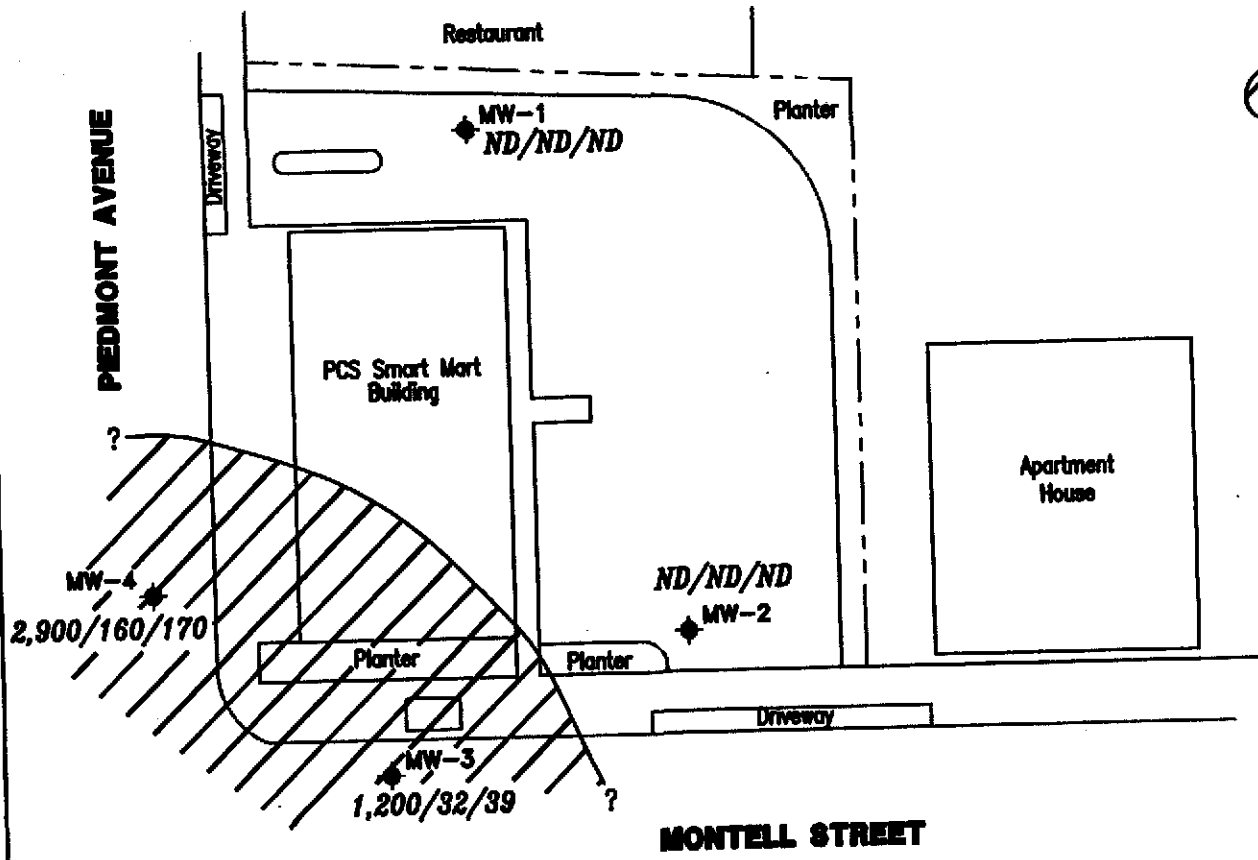 Restaurant
Planter
MW-1
ND/ND/ND
Driveway
PIEDMONT AVENUE
PCS Smart Mart
Building
Apartment
House
?
MW-4
2,900/160/170
ND/ND/ND
MW-2
Planter
Planter
Driveway
MW-3
1,200/32/39
?
MONTELL STREET